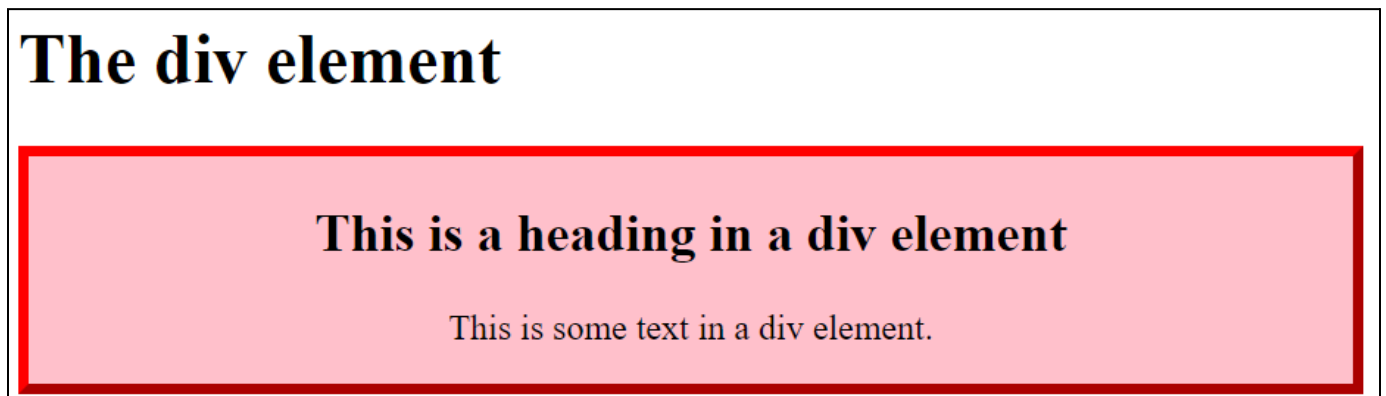 The div element
This is a heading in a div element
This is some text in a div element.